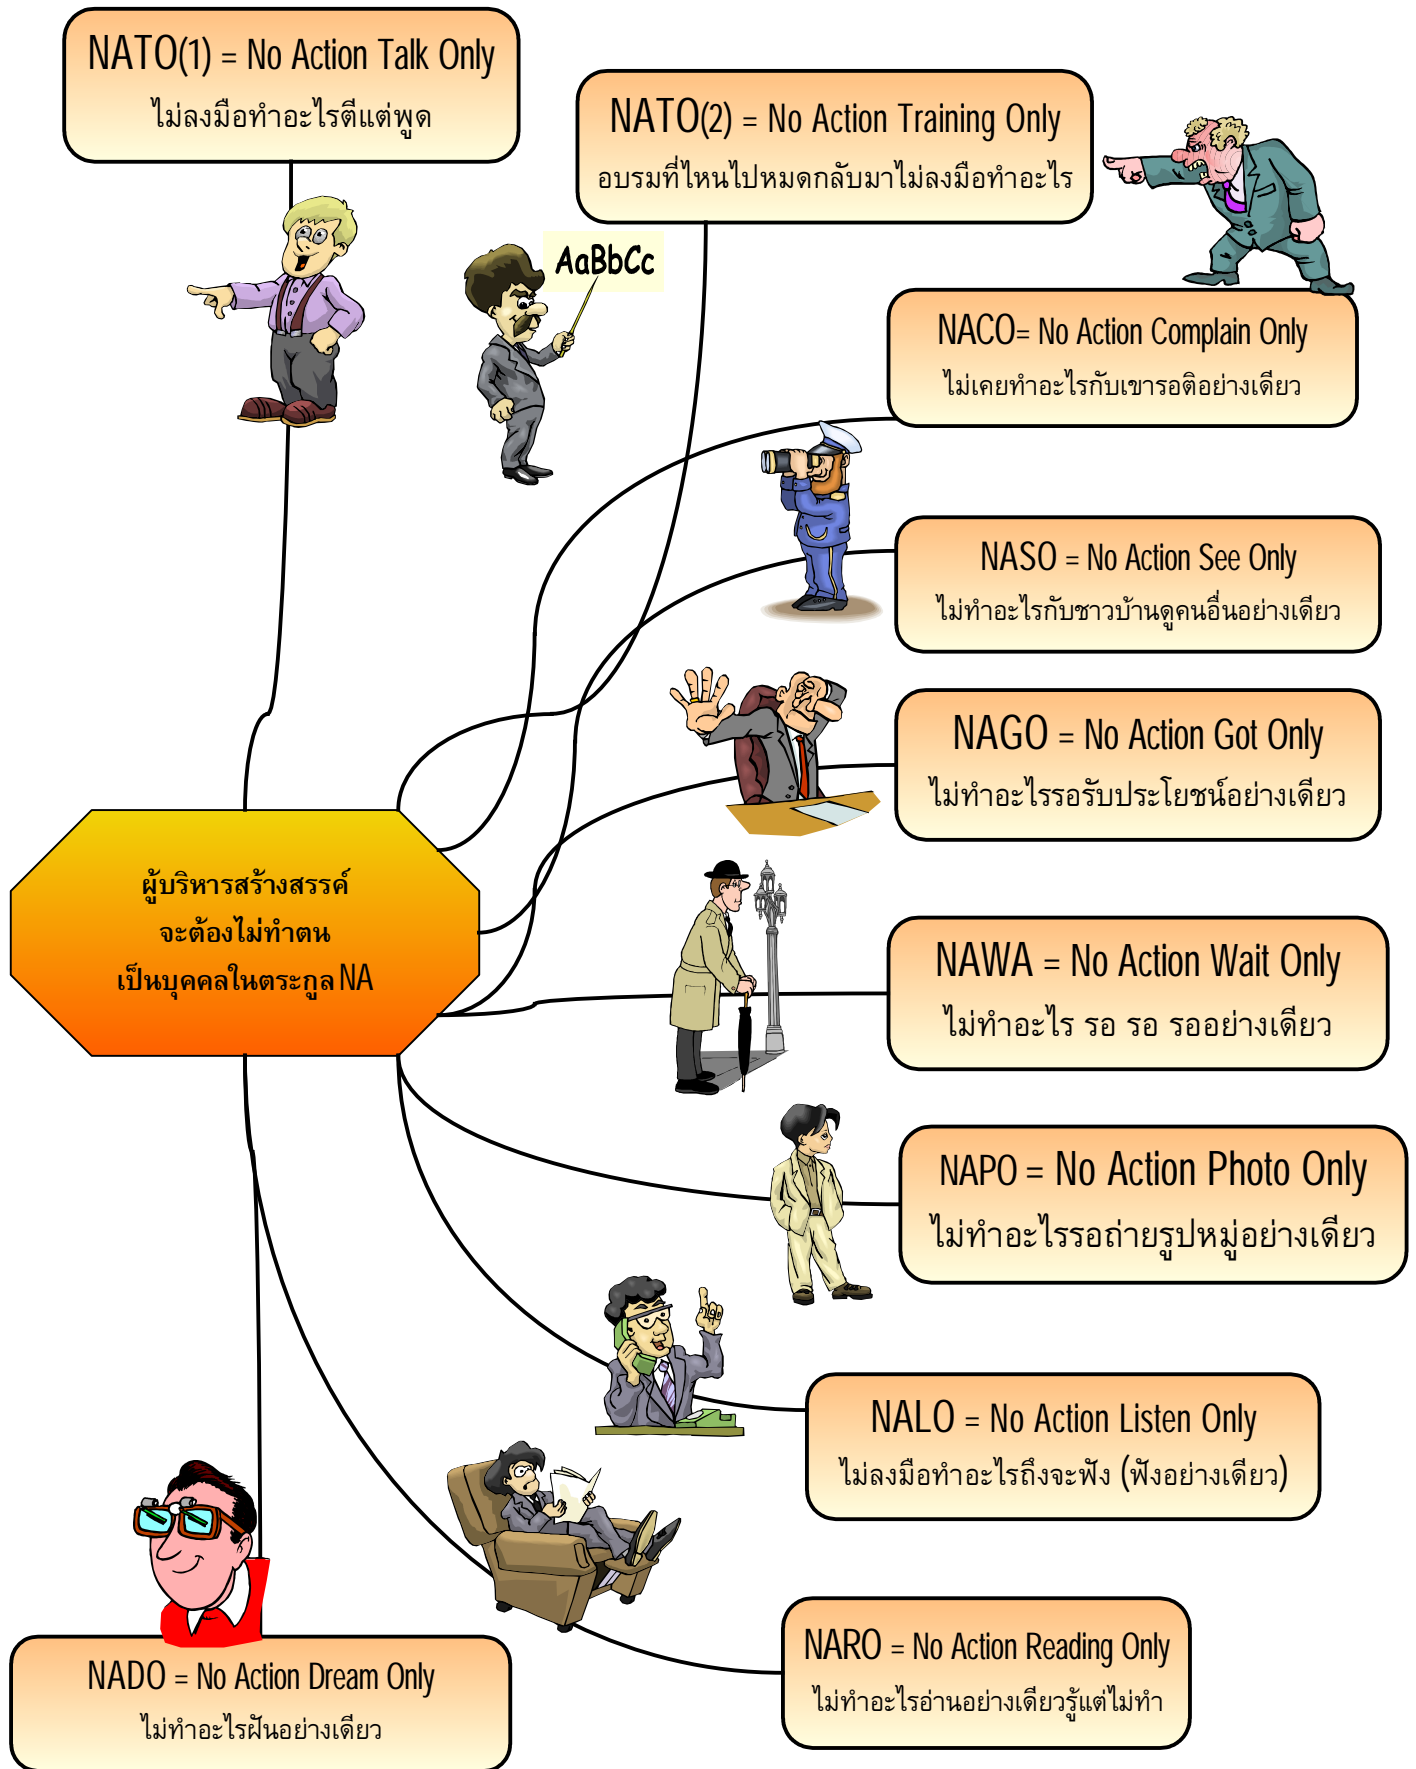 NATO(1) = No Action Talk Only
ไม่ลงมือทำอะไรตีแต่พูด
NATO(2) = No Action Training Only
อบรมที่ไหนไปหมดกลับมาไม่ลงมือทำอะไร
AaBbCc
NACO= No Action Complain Only
ไม่เคยทำอะไรกับเขารอติอย่างเดียว
NASO = No Action See Only
ไม่ทำอะไรกับชาวบ้านดูคนอื่นอย่างเดียว
NAGO = No Action Got Only
ไม่ทำอะไรรอรับประโยชน์อย่างเดียว
ผู้บริหารสร้างสรรค์
จะต้องไม่ทำตน
เป็นบุคคลในตระกูล NA
NAWA = No Action Wait Only
ไม่ทำอะไร รอ รอ รออย่างเดียว
NAPO = No Action Photo Only
ไม่ทำอะไรรอถ่ายรูปหมู่อย่างเดียว
NALO = No Action Listen Only
ไม่ลงมือทำอะไรถึงจะฟัง (ฟังอย่างเดียว)
NARO = No Action Reading Only
ไม่ทำอะไรอ่านอย่างเดียวรู้แต่ไม่ทำ
NADO = No Action Dream Only
ไม่ทำอะไรฝันอย่างเดียว